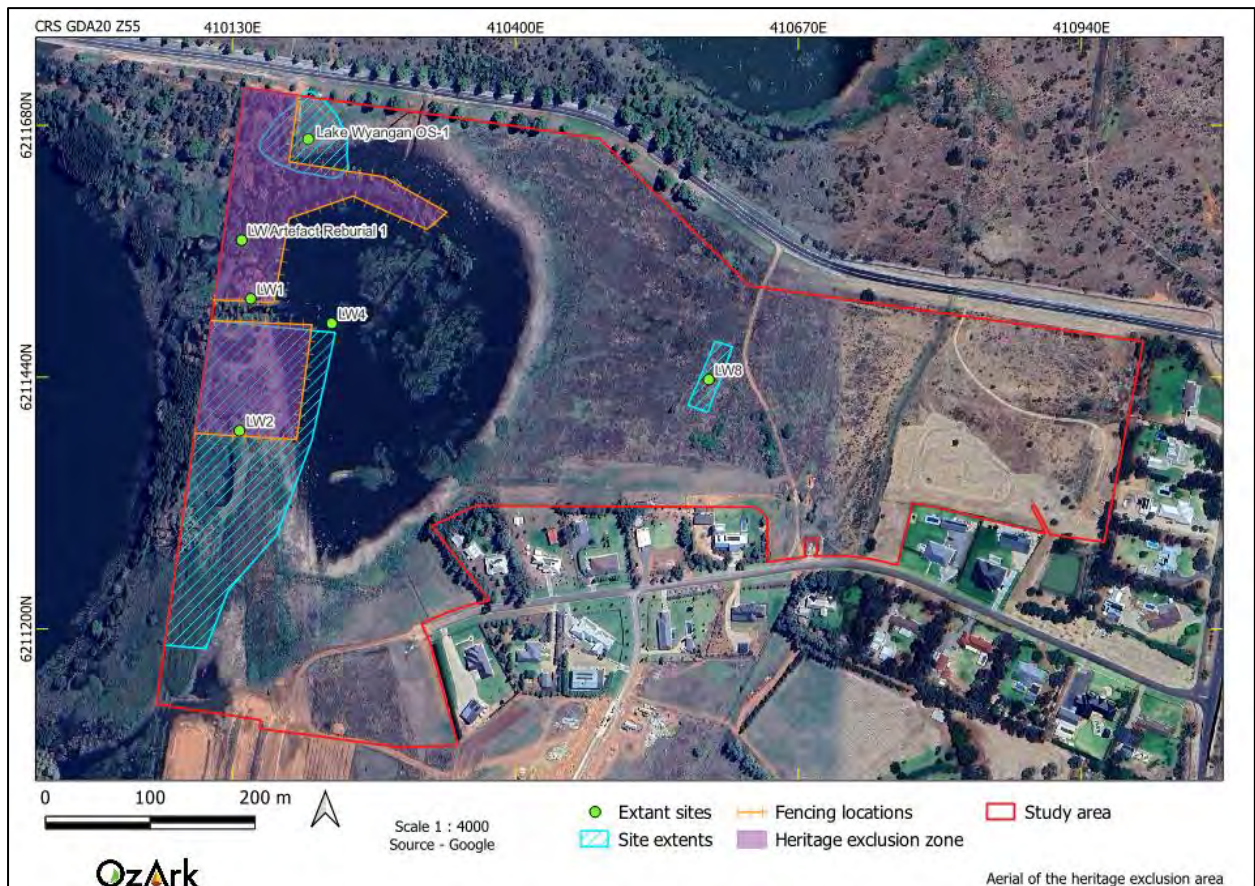 CRS GDA20 Z55
410130E
410400E
410670E
410940E
6211680N
Lake Wyangan OS-1
LW Artefact Reburial 1
LW1
LW4
6211440N
LW8
LW2
6211200N
0 100 200 m
Scale 1 : 4000
Source - Google
Extant sites
Fencing locations
Study area
Site extents
Heritage exclusion zone
OzArk
Aerial of the heritage exclusion area